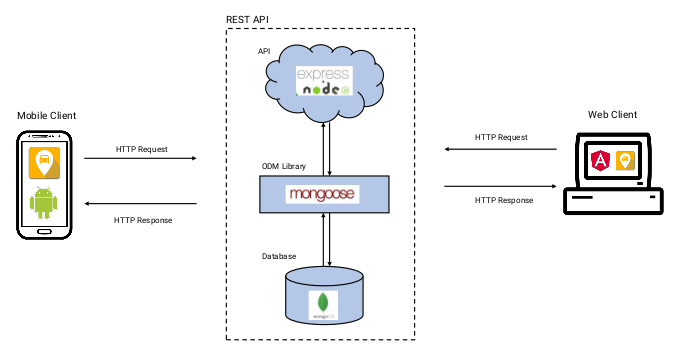 REST API
API
express
node
Mobile Client
HTTP Request
HTTP Response
ODM Library
mongoose
Database
mongoDB
Web Client
HTTP Request
HTTP Response
A